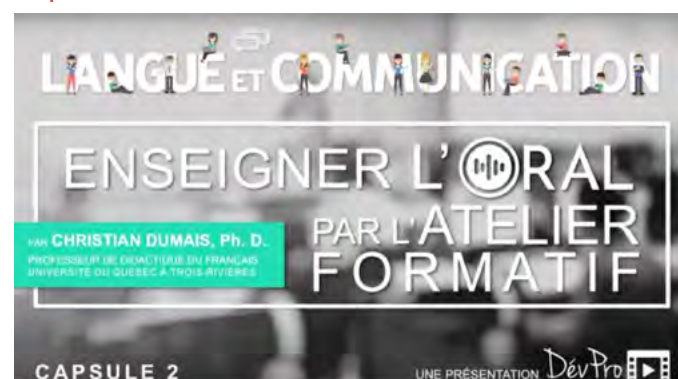 LANGUE ET COMMUNICATION
ENSEIGNER L'ORAL
PAR L'ATELIER
FORMATIF
PAR CHRISTIAN DUMAIS, Ph. D.
PROFESSEUR DE DIDACTIQUE DU FRANÇAIS
UNIVERSITÉ DU QUÉBEC À TROIS-RIVIÈRES
CAPSULE 2
UNE PRÉSENTATION DévPro